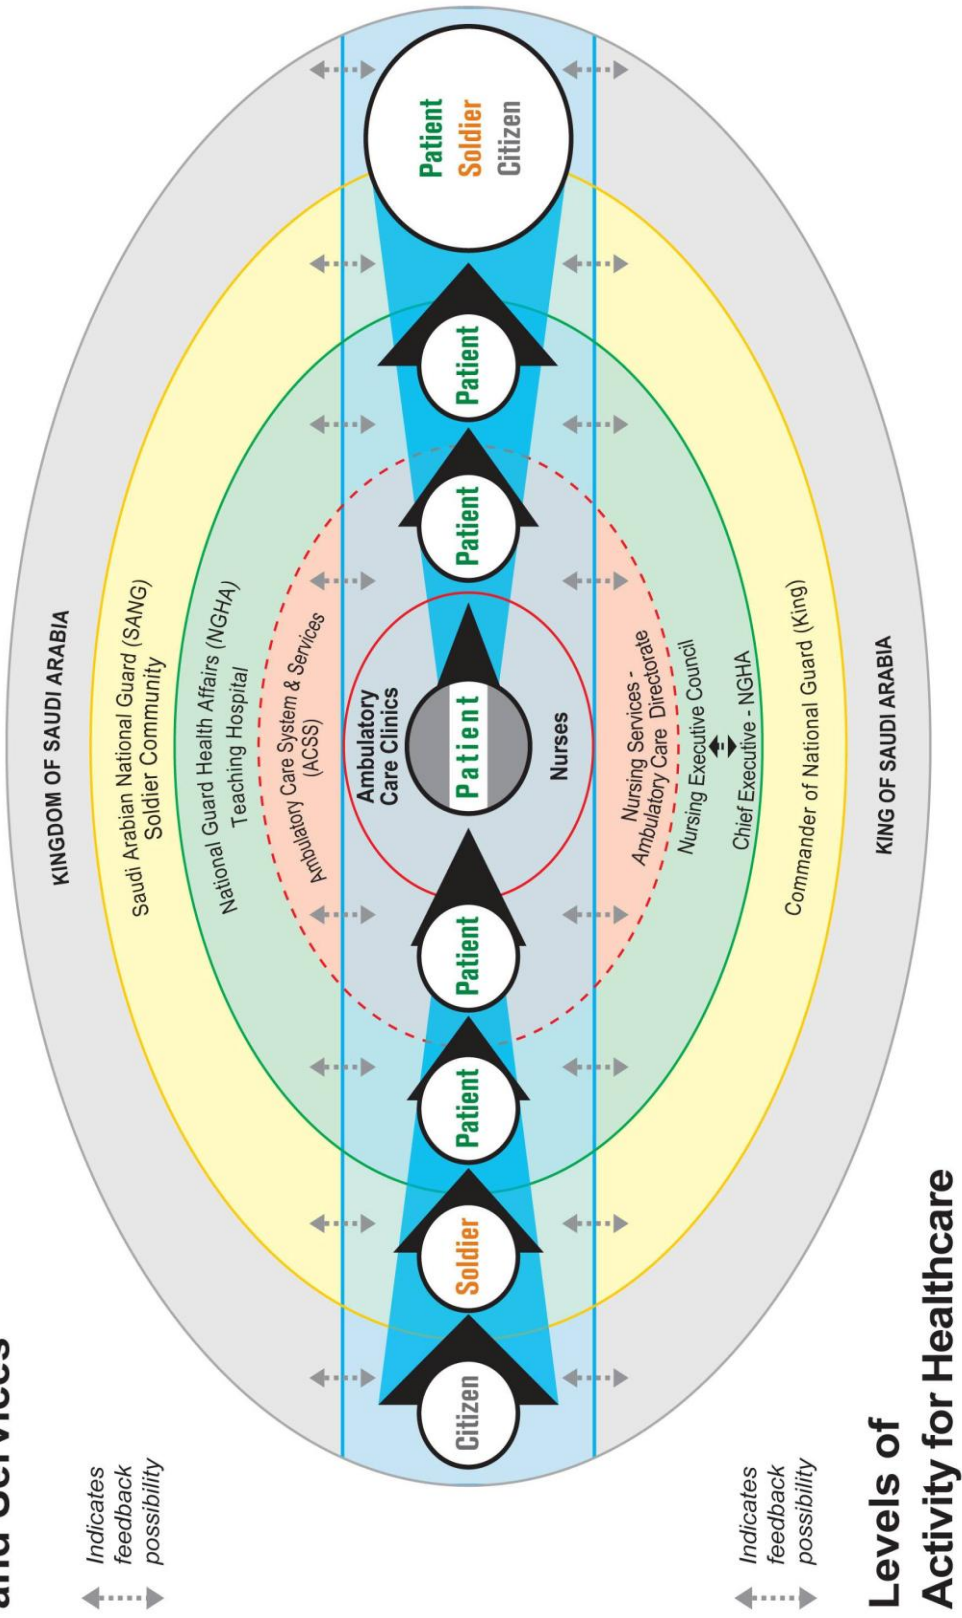 and Services
Indicates
feedback
possibility
KINGDOM OF SAUDI ARABIA
Saudi Arabian National Guard (SANG)
Soldier Community
National Guard Health Affairs (NGHA)
Teaching Hospital
Ambulatory Care System & Services
(ACSS)
Ambulatory
Care Clinics
Citizen
Soldier
Patient
Patient
Patient
Patient
Patient
Patient
Soldier
Citizen
Nurses
Nursing Services -
Ambulatory Care Directorate
Nursing Executive Council
Chief Executive - NGHA
Commander of National Guard (King)
KING OF SAUDI ARABIA
Indicates
feedback
possibility
Levels of
Activity for Healthcare